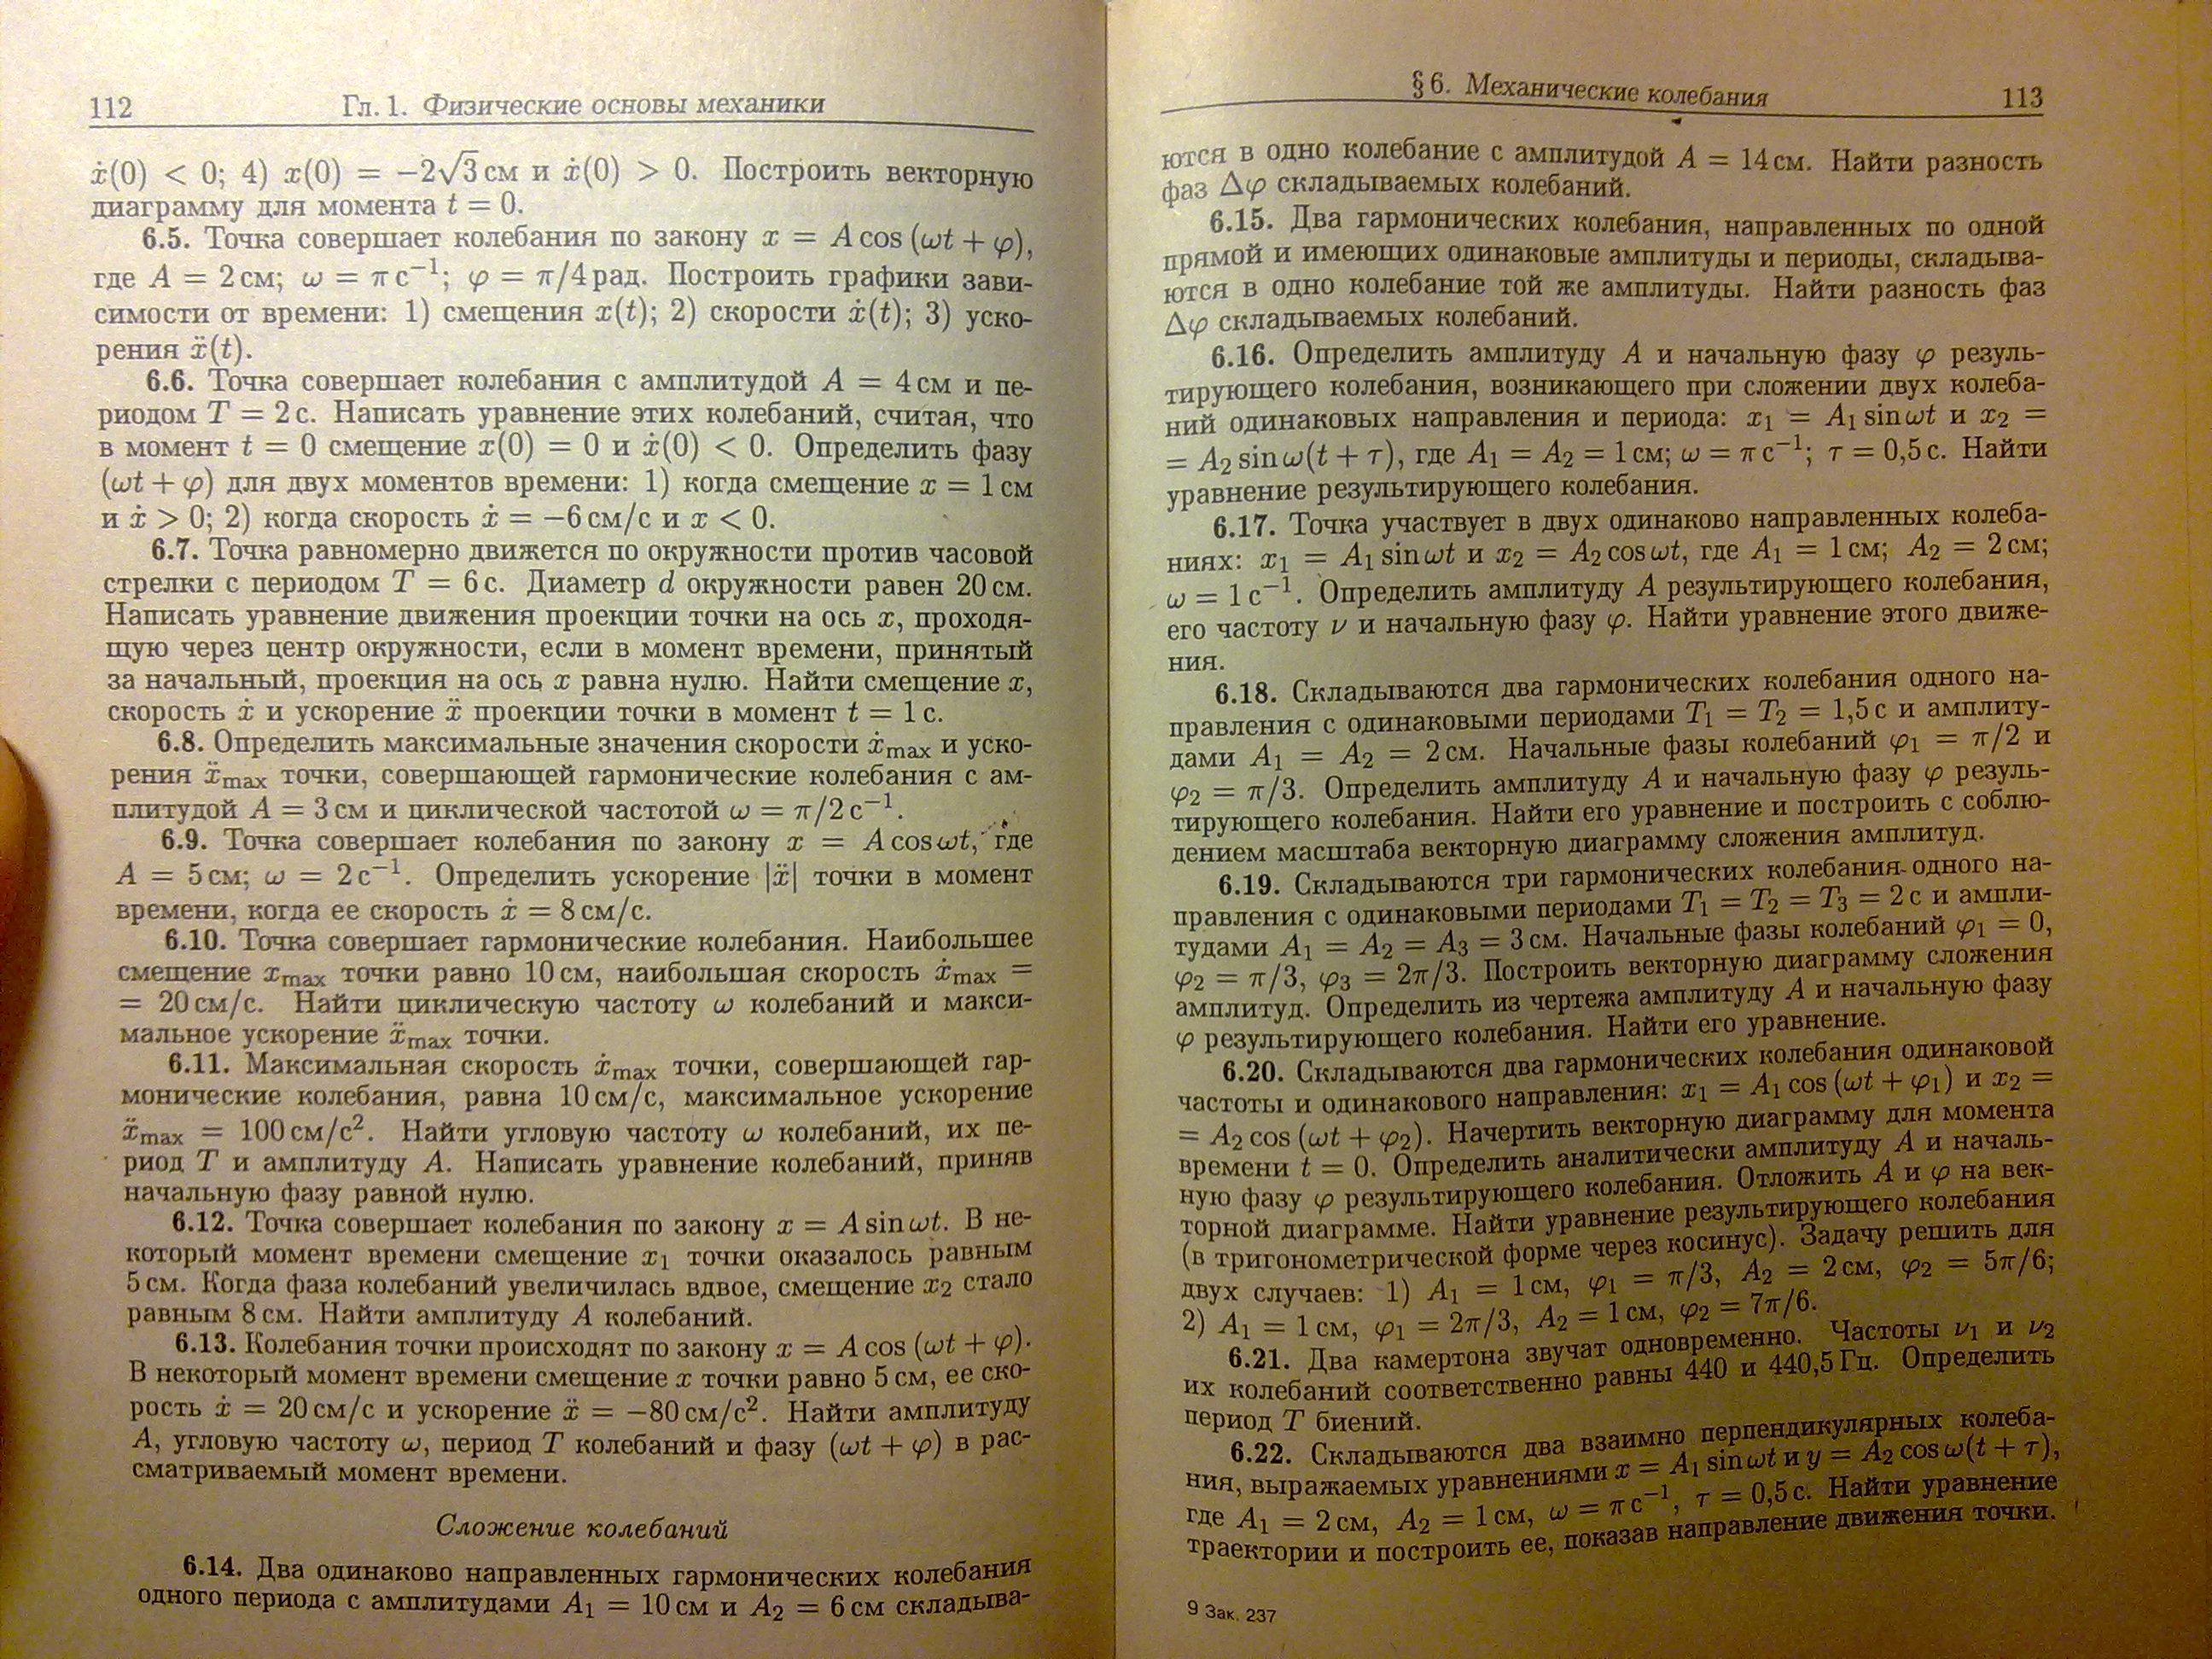 112
Гл. 1. Физические основы механики
ẋ(0) < 0; 4) x(0) = −2√3 см и ẋ(0) > 0. Построить векторную
диаграмму для момента t = 0.
6.5. Точка совершает колебания по закону x = A cos (ωt + φ),
где A = 2 см; ω = π с⁻¹; φ = π/4 рад. Построить графики зави-
симости от времени: 1) смещения x(t); 2) скорости ẋ(t); 3) уско-
рения ẍ(t).
6.6. Точка совершает колебания с амплитудой A = 4 см и пе-
риодом T = 2 с. Написать уравнение этих колебаний, считая, что
в момент t = 0 смещение x(0) = 0 и ẋ(0) < 0. Определить фазу
(ωt + φ) для двух моментов времени: 1) когда смещение x = 1 см
и ẋ > 0; 2) когда скорость ẋ = −6 см/с и x < 0.
6.7. Точка равномерно движется по окружности против часовой
стрелки с периодом T = 6 с. Диаметр d окружности равен 20 см.
Написать уравнение движения проекции точки на ось x, проходя-
щую через центр окружности, если в момент времени, принятый
за начальный, проекция на ось x равна нулю. Найти смещение x,
скорость ẋ и ускорение ẍ проекции точки в момент t = 1 с.
6.8. Определить максимальные значения скорости ẋmax и уско-
рения ẍmax точки, совершающей гармонические колебания с ам-
плитудой A = 3 см и циклической частотой ω = π/2 с⁻¹.
6.9. Точка совершает колебания по закону x = A cos ωt, где
A = 5 см; ω = 2 с⁻¹. Определить ускорение |ẍ| точки в момент
времени, когда ее скорость ẋ = 8 см/с.
6.10. Точка совершает гармонические колебания. Наибольшее
смещение xmax точки равно 10 см, наибольшая скорость ẋmax =
= 20 см/с. Найти циклическую частоту ω колебаний и макси-
мальное ускорение ẍmax точки.
6.11. Максимальная скорость ẋmax точки, совершающей гар-
монические колебания, равна 10 см/с, максимальное ускорение
ẍmax = 100 см/с². Найти угловую частоту ω колебаний, их пе-
риод T и амплитуду A. Написать уравнение колебаний, приняв
начальную фазу равной нулю.
6.12. Точка совершает колебания по закону x = A sin ωt. В не-
который момент времени смещение x₁ точки оказалось равным
5 см. Когда фаза колебаний увеличилась вдвое, смещение x₂ стало
равным 8 см. Найти амплитуду A колебаний.
6.13. Колебания точки происходят по закону x = A cos (ωt + φ).
В некоторый момент времени смещение x точки равно 5 см, ее ско-
рость ẋ = 20 см/с и ускорение ẍ = −80 см/с². Найти амплитуду
A, угловую частоту ω, период T колебаний и фазу (ωt + φ) в рас-
сматриваемый момент времени.
Сложение колебаний
6.14. Два одинаково направленных гармонических колебания
одного периода с амплитудами A₁ = 10 см и A₂ = 6 см складыва-
§ 6. Механические колебания
113
ются в одно колебание с амплитудой A = 14 см. Найти разность
фаз Δφ складываемых колебаний.
6.15. Два гармонических колебания, направленных по одной
прямой и имеющих одинаковые амплитуды и периоды, складыва-
ются в одно колебание той же амплитуды. Найти разность фаз
Δφ складываемых колебаний.
6.16. Определить амплитуду A и начальную фазу φ резуль-
тирующего колебания, возникающего при сложении двух колеба-
ний одинаковых направления и периода: x₁ = A₁ sin ωt и x₂ =
= A₂ sin ω(t + τ), где A₁ = A₂ = 1 см; ω = π с⁻¹; τ = 0,5 с. Найти
уравнение результирующего колебания.
6.17. Точка участвует в двух одинаково направленных колеба-
ниях: x₁ = A₁ sin ωt и x₂ = A₂ cos ωt, где A₁ = 1 см; A₂ = 2 см;
ω = 1 с⁻¹. Определить амплитуду A результирующего колебания,
его частоту ν и начальную фазу φ. Найти уравнение этого движе-
ния.
6.18. Складываются два гармонических колебания одного на-
правления с одинаковыми периодами T₁ = T₂ = 1,5 с и амплиту-
дами A₁ = A₂ = 2 см. Начальные фазы колебаний φ₁ = π/2 и
φ₂ = π/3. Определить амплитуду A и начальную фазу φ резуль-
тирующего колебания. Найти его уравнение и построить с соблю-
дением масштаба векторную диаграмму сложения амплитуд.
6.19. Складываются три гармонических колебания одного на-
правления с одинаковыми периодами T₁ = T₂ = T₃ = 2 с и ампли-
тудами A₁ = A₂ = A₃ = 3 см. Начальные фазы колебаний φ₁ = 0,
φ₂ = π/3, φ₃ = 2π/3. Построить векторную диаграмму сложения
амплитуд. Определить из чертежа амплитуду A и начальную фазу
φ результирующего колебания. Найти его уравнение.
6.20. Складываются два гармонических колебания одинаковой
частоты и одинакового направления: x₁ = A₁ cos (ωt + φ₁) и x₂ =
= A₂ cos (ωt + φ₂). Начертить векторную диаграмму для момента
времени t = 0. Определить аналитически амплитуду A и началь-
ную фазу φ результирующего колебания. Отложить A и φ на век-
торной диаграмме. Найти уравнение результирующего колебания
(в тригонометрической форме через косинус). Задачу решить для
двух случаев: 1) A₁ = 1 см, φ₁ = π/3, A₂ = 2 см, φ₂ = 5π/6;
2) A₁ = 1 см, φ₁ = 2π/3, A₂ = 1 см, φ₂ = 7π/6.
6.21. Два камертона звучат одновременно. Частоты ν₁ и ν₂
их колебаний соответственно равны 440 и 440,5 Гц. Определить
период T биений.
6.22. Складываются два взаимно перпендикулярных колеба-
ния, выражаемых уравнениями x = A₁ sin ωt и y = A₂ cos ω(t + τ),
где A₁ = 2 см, A₂ = 1 см, ω = π с⁻¹, τ = 0,5 с. Найти уравнение
траектории и построить ее, показав направление движения точки.
9 Зак. 237